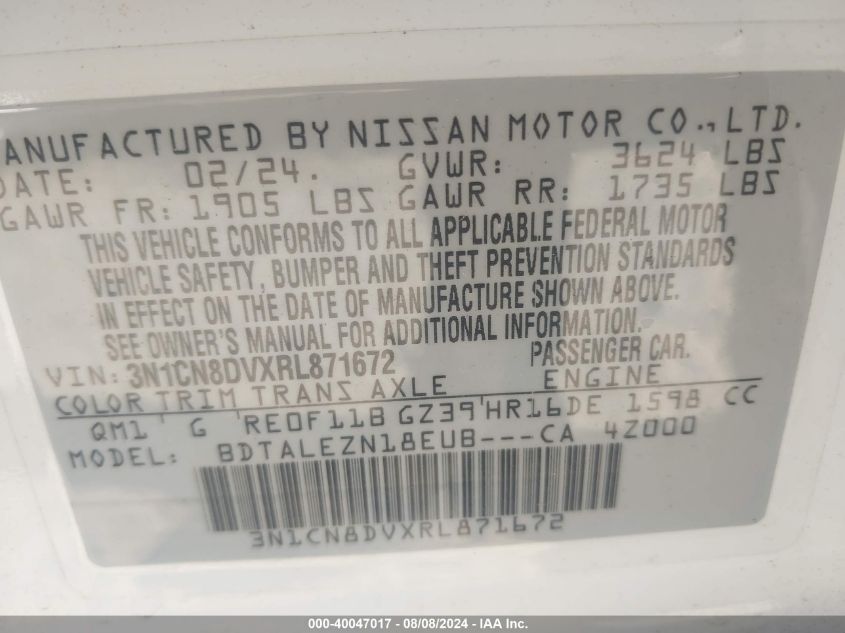 ANUFACTURED BY NISSAN MOTOR CO., LTD.
DATE: 02/24. GVWR: 3624 LBS
GAWR FR: 1905 LBS GAWR RR: 1735 LBS
THIS VEHICLE CONFORMS TO ALL APPLICABLE FEDERAL MOTOR
VEHICLE SAFETY, BUMPER AND THEFT PREVENTION STANDARDS
IN EFFECT ON THE DATE OF MANUFACTURE SHOWN ABOVE.
SEE OWNER'S MANUAL FOR ADDITIONAL INFORMATION.
VIN: 3N1CN8DVXRL871672 PASSENGER CAR.
COLOR TRIM TRANS AXLE ENGINE
QM1 G RE0F11B GZ39 HR16DE 1598 CC
MODEL: BDTALEZN18EUB---CA 4Z000
3N1CN8DVXRL871672
000-40047017 - 08/08/2024 - IAA Inc.